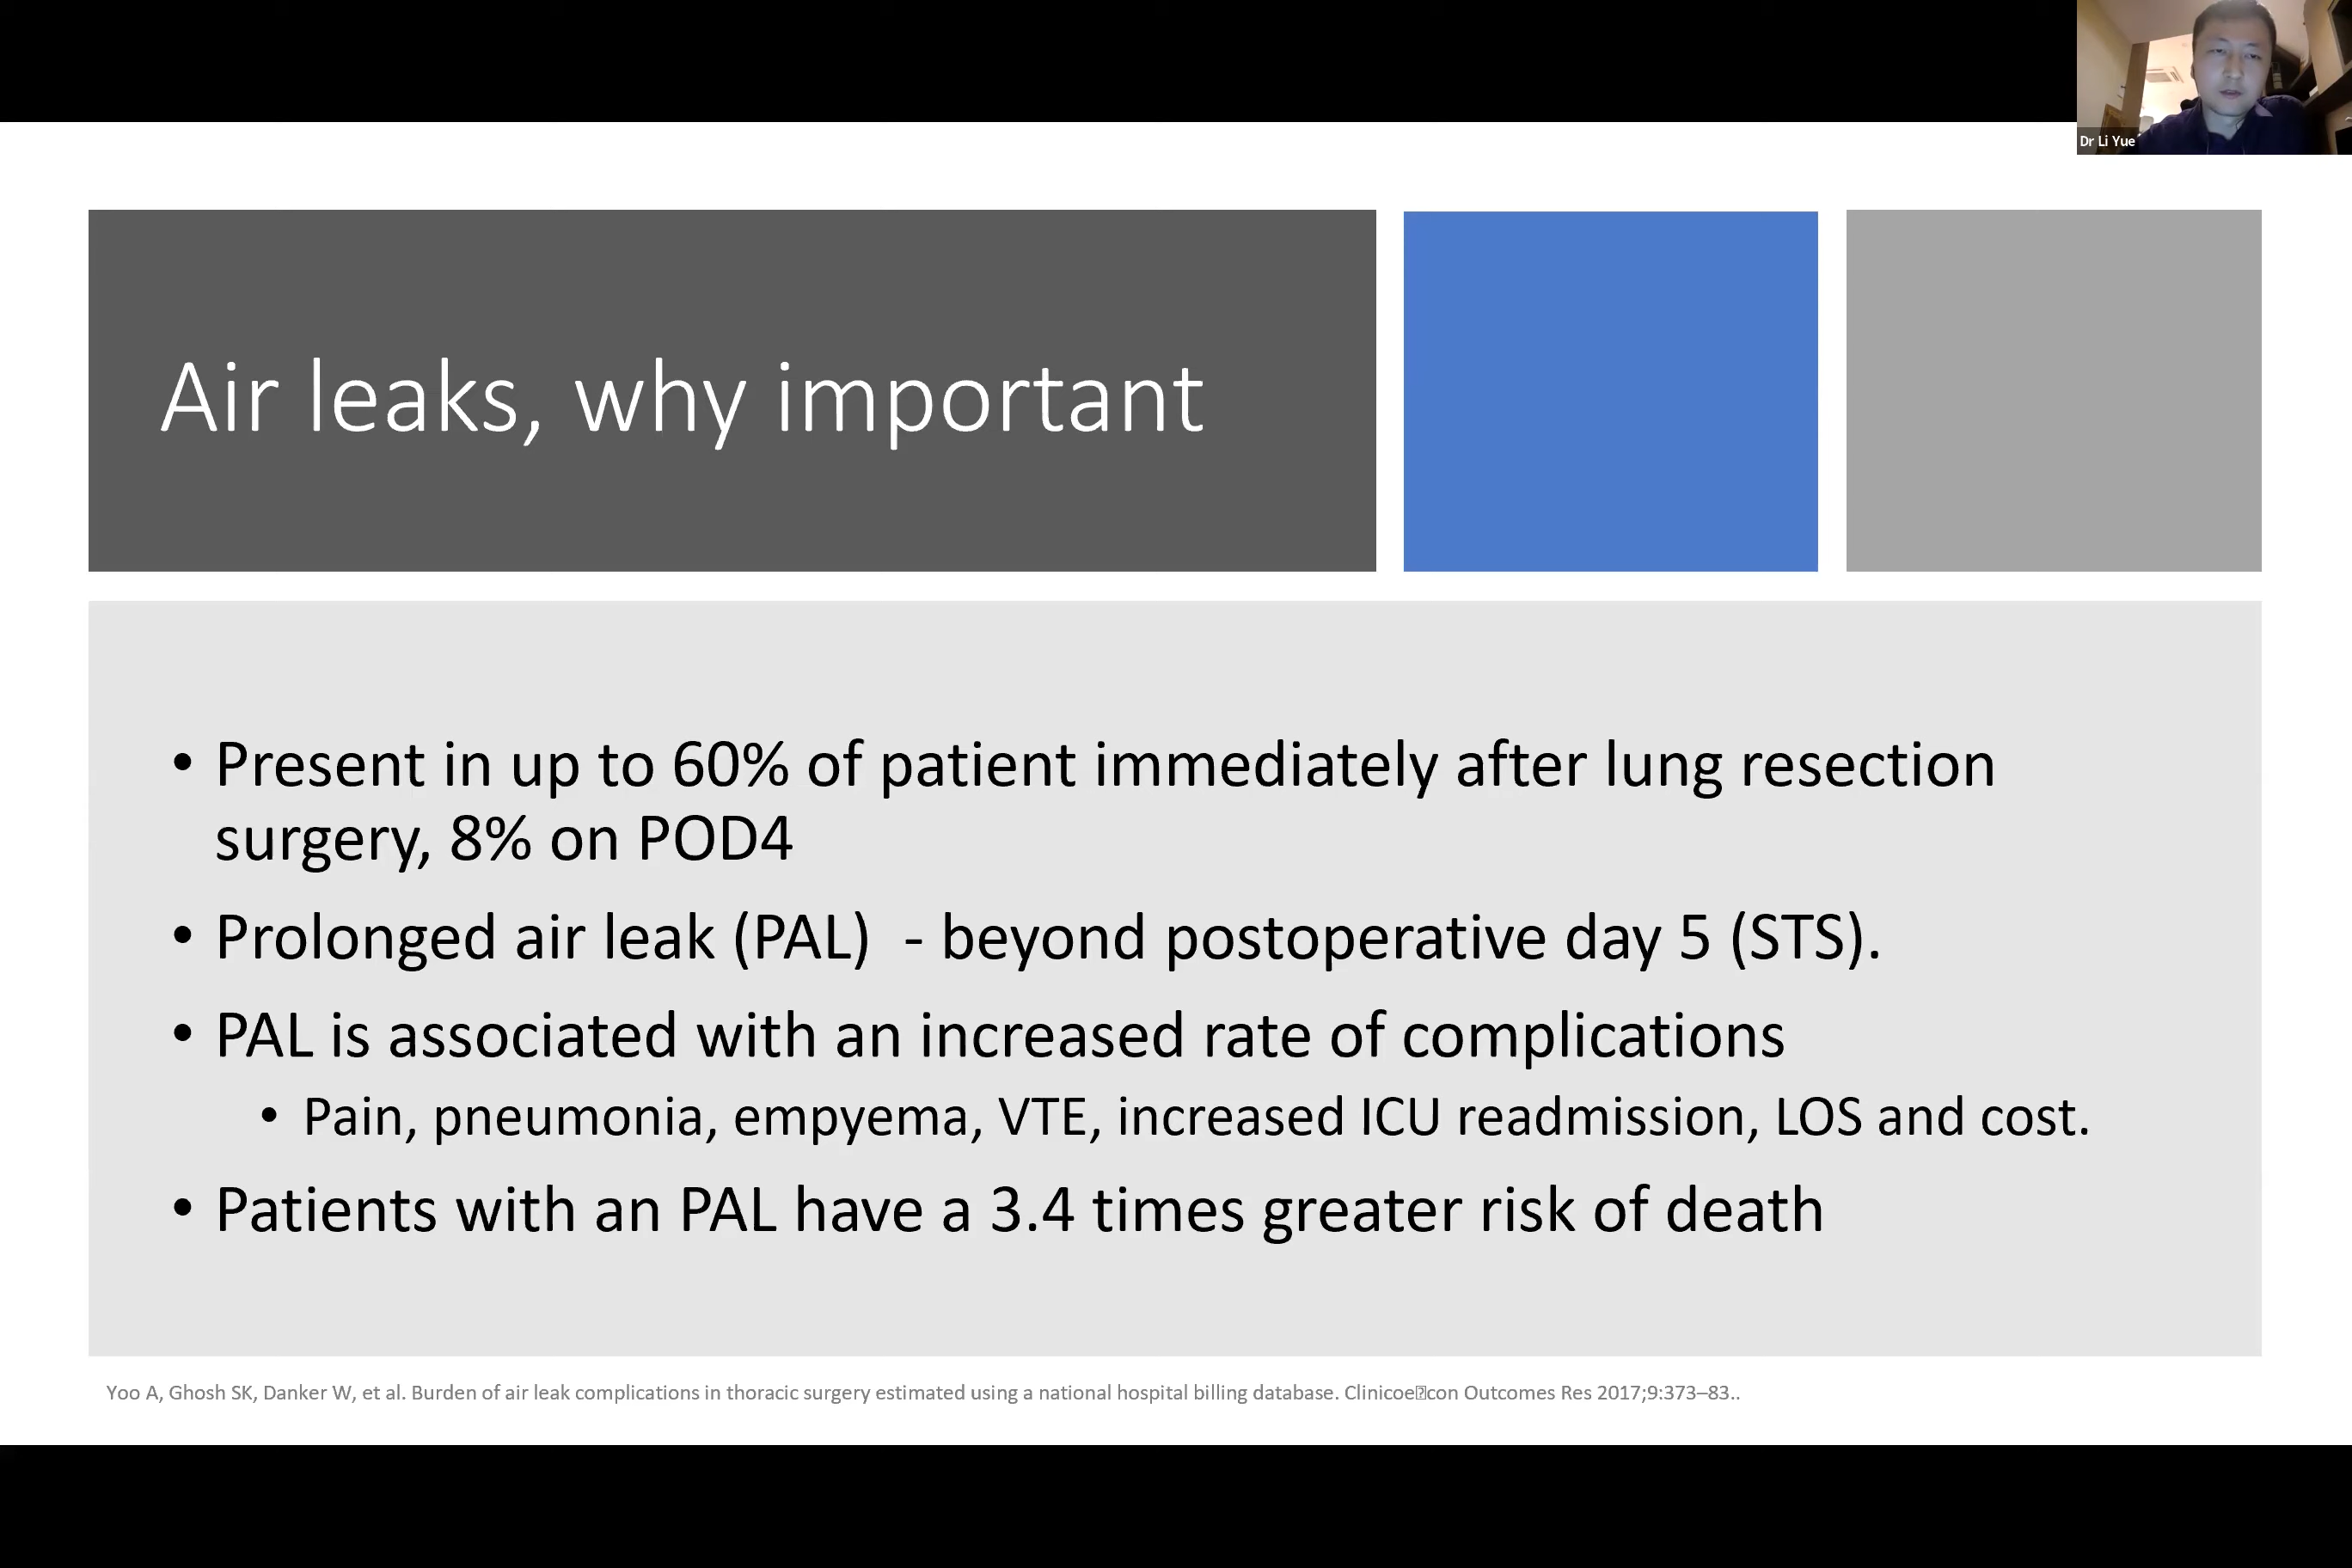 Dr Li Yue
Air leaks, why important
• Present in up to 60% of patient immediately after lung resection
surgery, 8% on POD4
• Prolonged air leak (PAL)  - beyond postoperative day 5 (STS).
• PAL is associated with an increased rate of complications
• Pain, pneumonia, empyema, VTE, increased ICU readmission, LOS and cost.
• Patients with an PAL have a 3.4 times greater risk of death
Yoo A, Ghosh SK, Danker W, et al. Burden of air leak complications in thoracic surgery estimated using a national hospital billing database. Clinicoe⍰con Outcomes Res 2017;9:373–83..